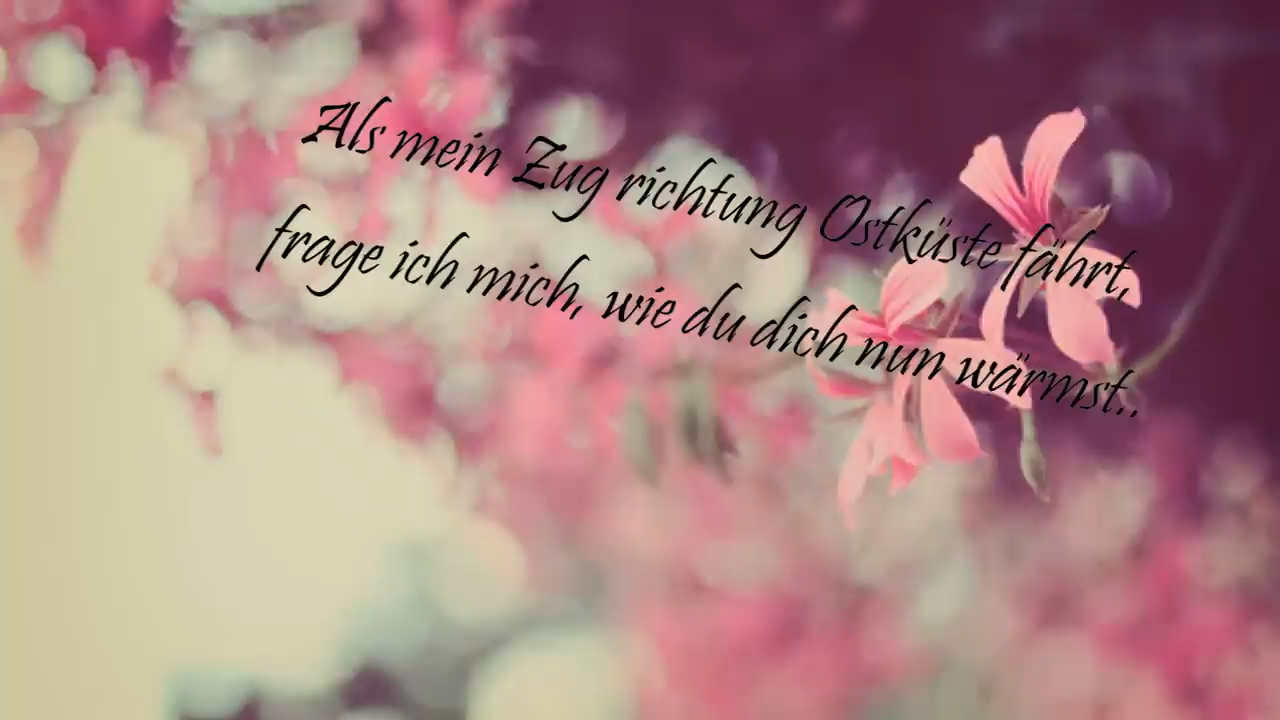 Als mein Zug richtung Ostküste fährt,
frage ich mich, wie du dich nun wärmst..